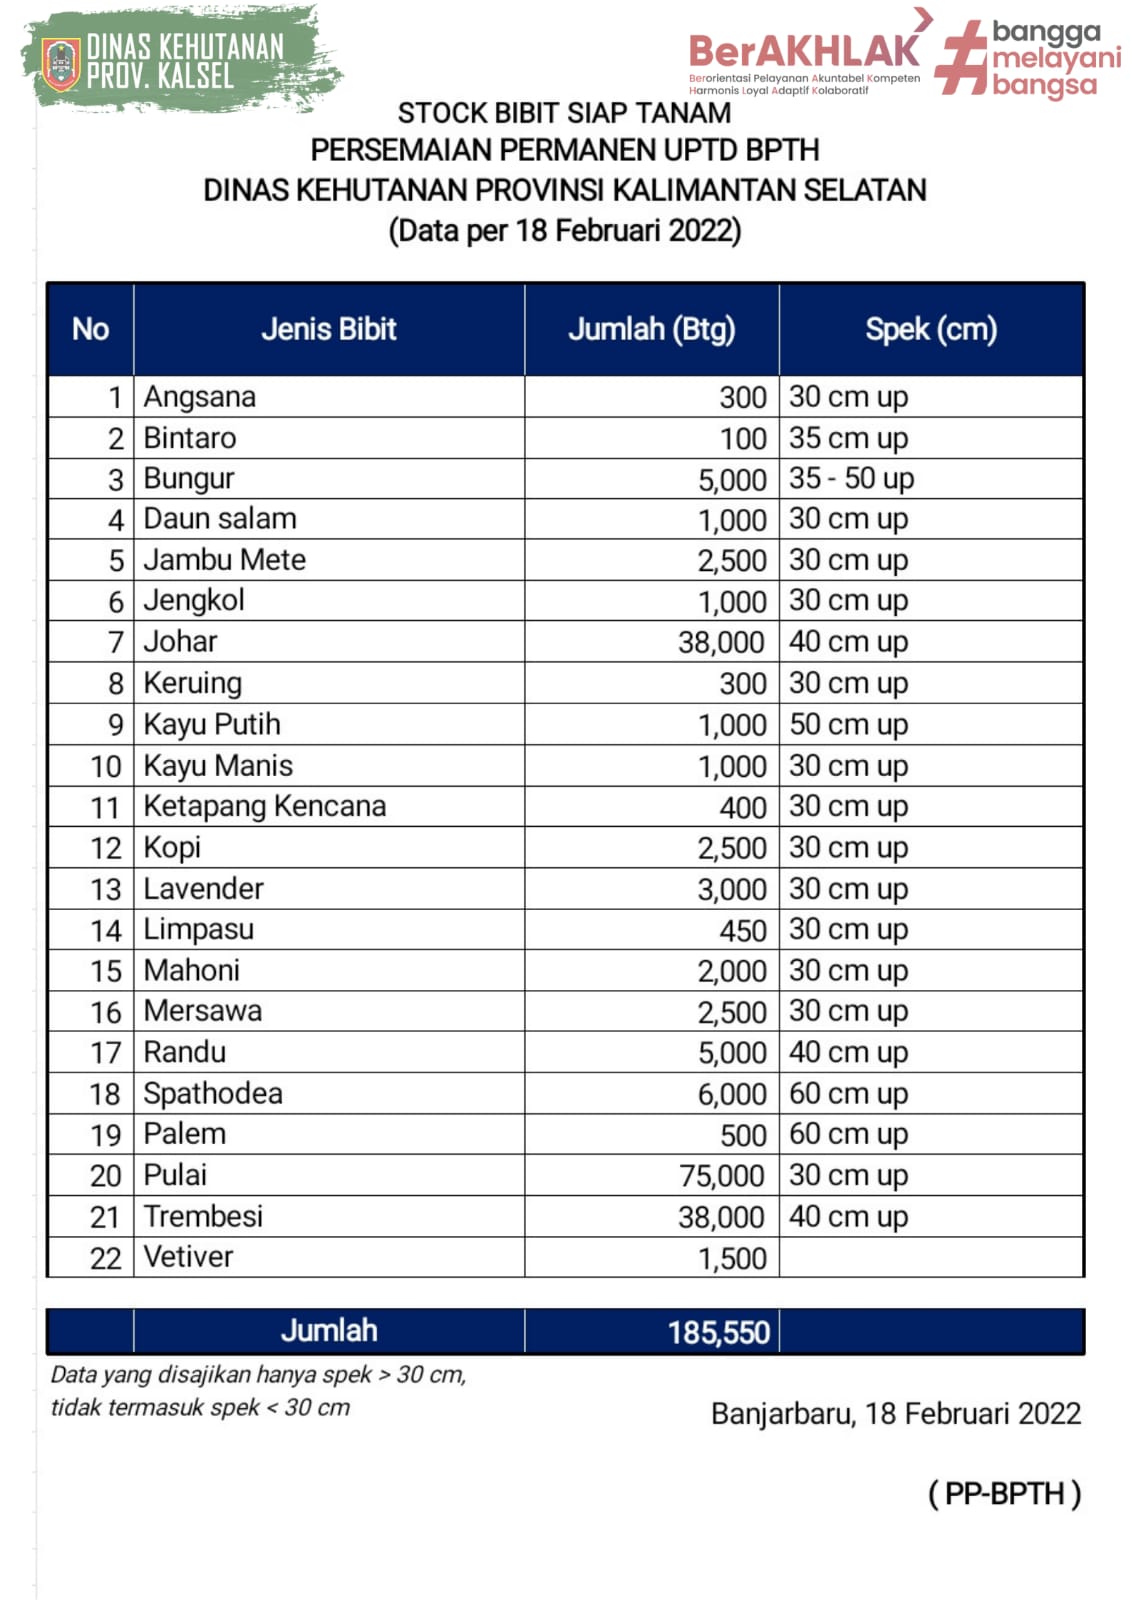 DINAS KEHUTANAN
PROV. KALSEL
BerAKHLAK
Berorientasi Pelayanan Akuntabel Kompeten
Harmonis Loyal Adaptif Kolaboratif
#bangga
melayani
bangsa
STOCK BIBIT SIAP TANAM
PERSEMAIAN PERMANEN UPTD BPTH
DINAS KEHUTANAN PROVINSI KALIMANTAN SELATAN
(Data per 18 Februari 2022)
No Jenis Bibit Jumlah (Btg) Spek (cm)
1 Angsana 300 30 cm up
2 Bintaro 100 35 cm up
3 Bungur 5,000 35 - 50 up
4 Daun salam 1,000 30 cm up
5 Jambu Mete 2,500 30 cm up
6 Jengkol 1,000 30 cm up
7 Johar 38,000 40 cm up
8 Keruing 300 30 cm up
9 Kayu Putih 1,000 50 cm up
10 Kayu Manis 1,000 30 cm up
11 Ketapang Kencana 400 30 cm up
12 Kopi 2,500 30 cm up
13 Lavender 3,000 30 cm up
14 Limpasu 450 30 cm up
15 Mahoni 2,000 30 cm up
16 Mersawa 2,500 30 cm up
17 Randu 5,000 40 cm up
18 Spathodea 6,000 60 cm up
19 Palem 500 60 cm up
20 Pulai 75,000 30 cm up
21 Trembesi 38,000 40 cm up
22 Vetiver 1,500
Jumlah 185,550
Data yang disajikan hanya spek > 30 cm,
tidak termasuk spek < 30 cm
Banjarbaru, 18 Februari 2022
( PP-BPTH )